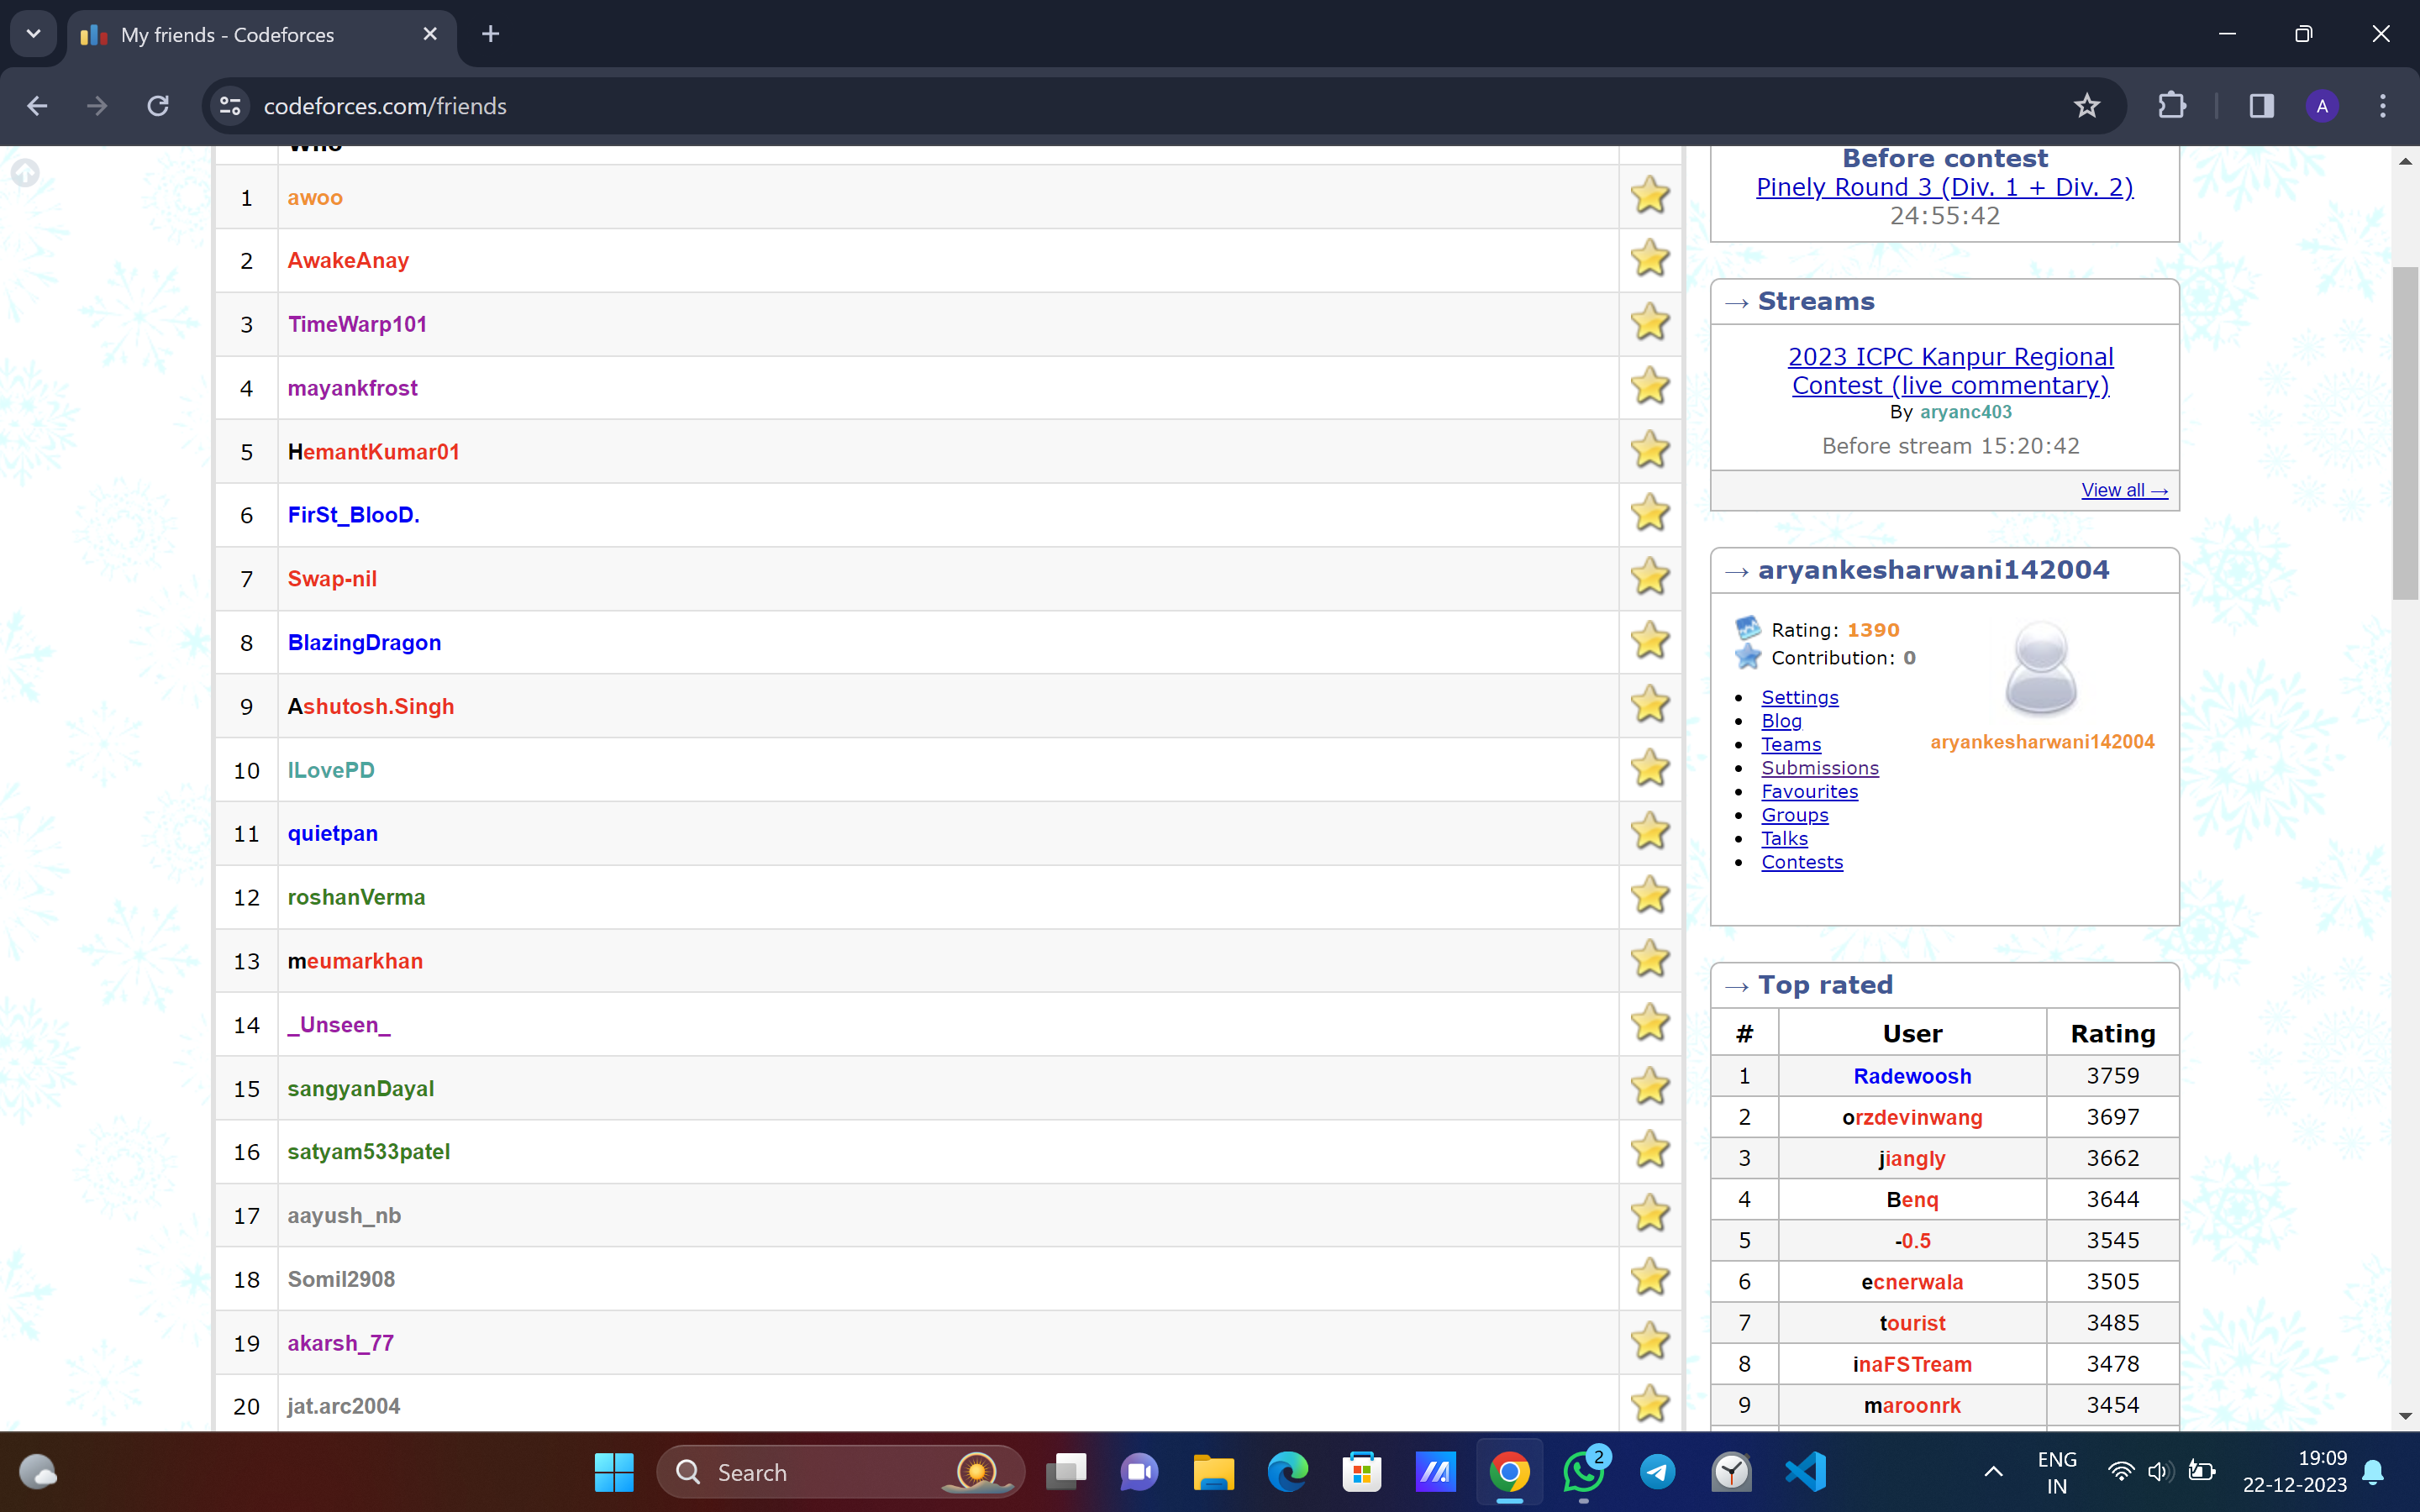 My friends - Codeforces
codeforces.com/friends
A
Who
1 awoo
2 AwakeAnay
3 TimeWarp101
4 mayankfrost
5 HemantKumar01
6 FirSt_BlooD.
7 Swap-nil
8 BlazingDragon
9 Ashutosh.Singh
10 ILovePD
11 quietpan
12 roshanVerma
13 meumarkhan
14 _Unseen_
15 sangyanDayal
16 satyam533patel
17 aayush_nb
18 Somil2908
19 akarsh_77
20 jat.arc2004
Before contest
Pinely Round 3 (Div. 1 + Div. 2)
24:55:42
→ Streams
2023 ICPC Kanpur Regional
Contest (live commentary)
By aryanc403
Before stream 15:20:42
View all →
→ aryankesharwani142004
Rating: 1390
Contribution: 0
Settings
Blog
Teams
Submissions
Favourites
Groups
Talks
Contests
aryankesharwani142004
→ Top rated
# User Rating
1 Radewoosh 3759
2 orzdevinwang 3697
3 jiangly 3662
4 Benq 3644
5 -0.5 3545
6 ecnerwala 3505
7 tourist 3485
8 inaFSTream 3478
9 maroonrk 3454
Search
2
ENG
IN
19:09
22-12-2023